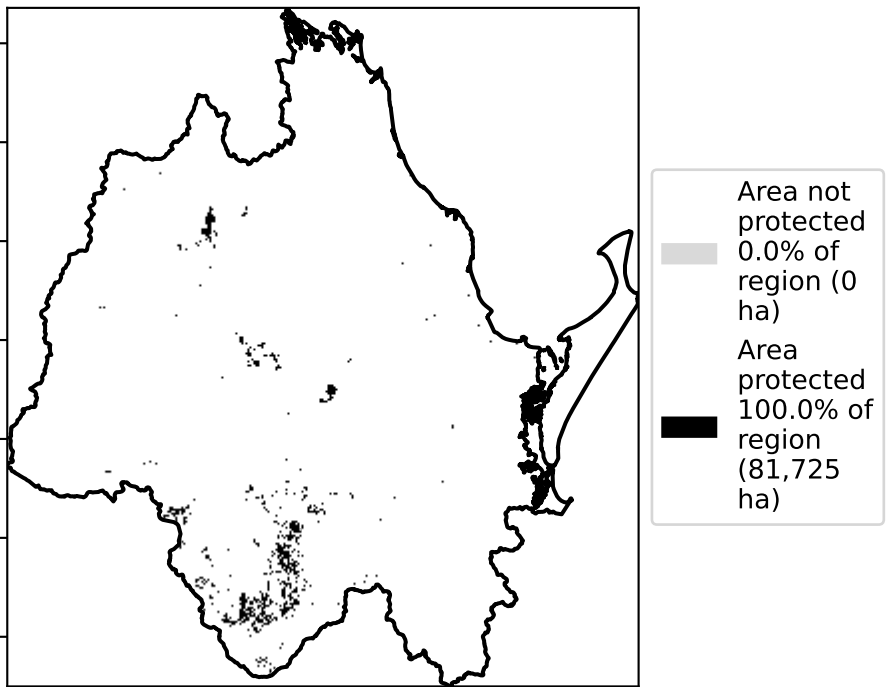 Area not
protected
0.0% of
region (0
ha)
Area
protected
100.0% of
region
(81,725
ha)